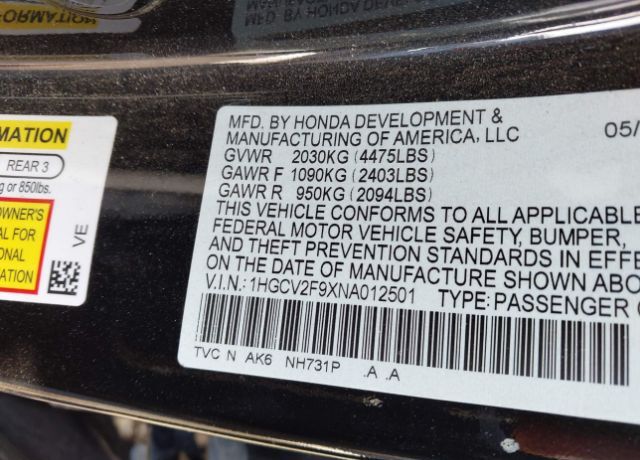 FORMATION
MFG. BY HONDA DEVELOPMENT &
MANUFACTURING OF AMERICA, LLC 05/
GVWR 2030KG (4475LBS)
GAWR F 1090KG (2403LBS)
GAWR R 950KG (2094LBS)
THIS VEHICLE CONFORMS TO ALL APPLICABLE
FEDERAL MOTOR VEHICLE SAFETY, BUMPER,
AND THEFT PREVENTION STANDARDS IN EFFE
ON THE DATE OF MANUFACTURE SHOWN ABO
V.I.N.: 1HGCV2F9XNA012501 TYPE: PASSENGER C
TVC N AK6 NH731P .A .A
MATION
REAR 3
g or 850lbs.
OWNER'S
AL FOR
ONAL
MATION
VE